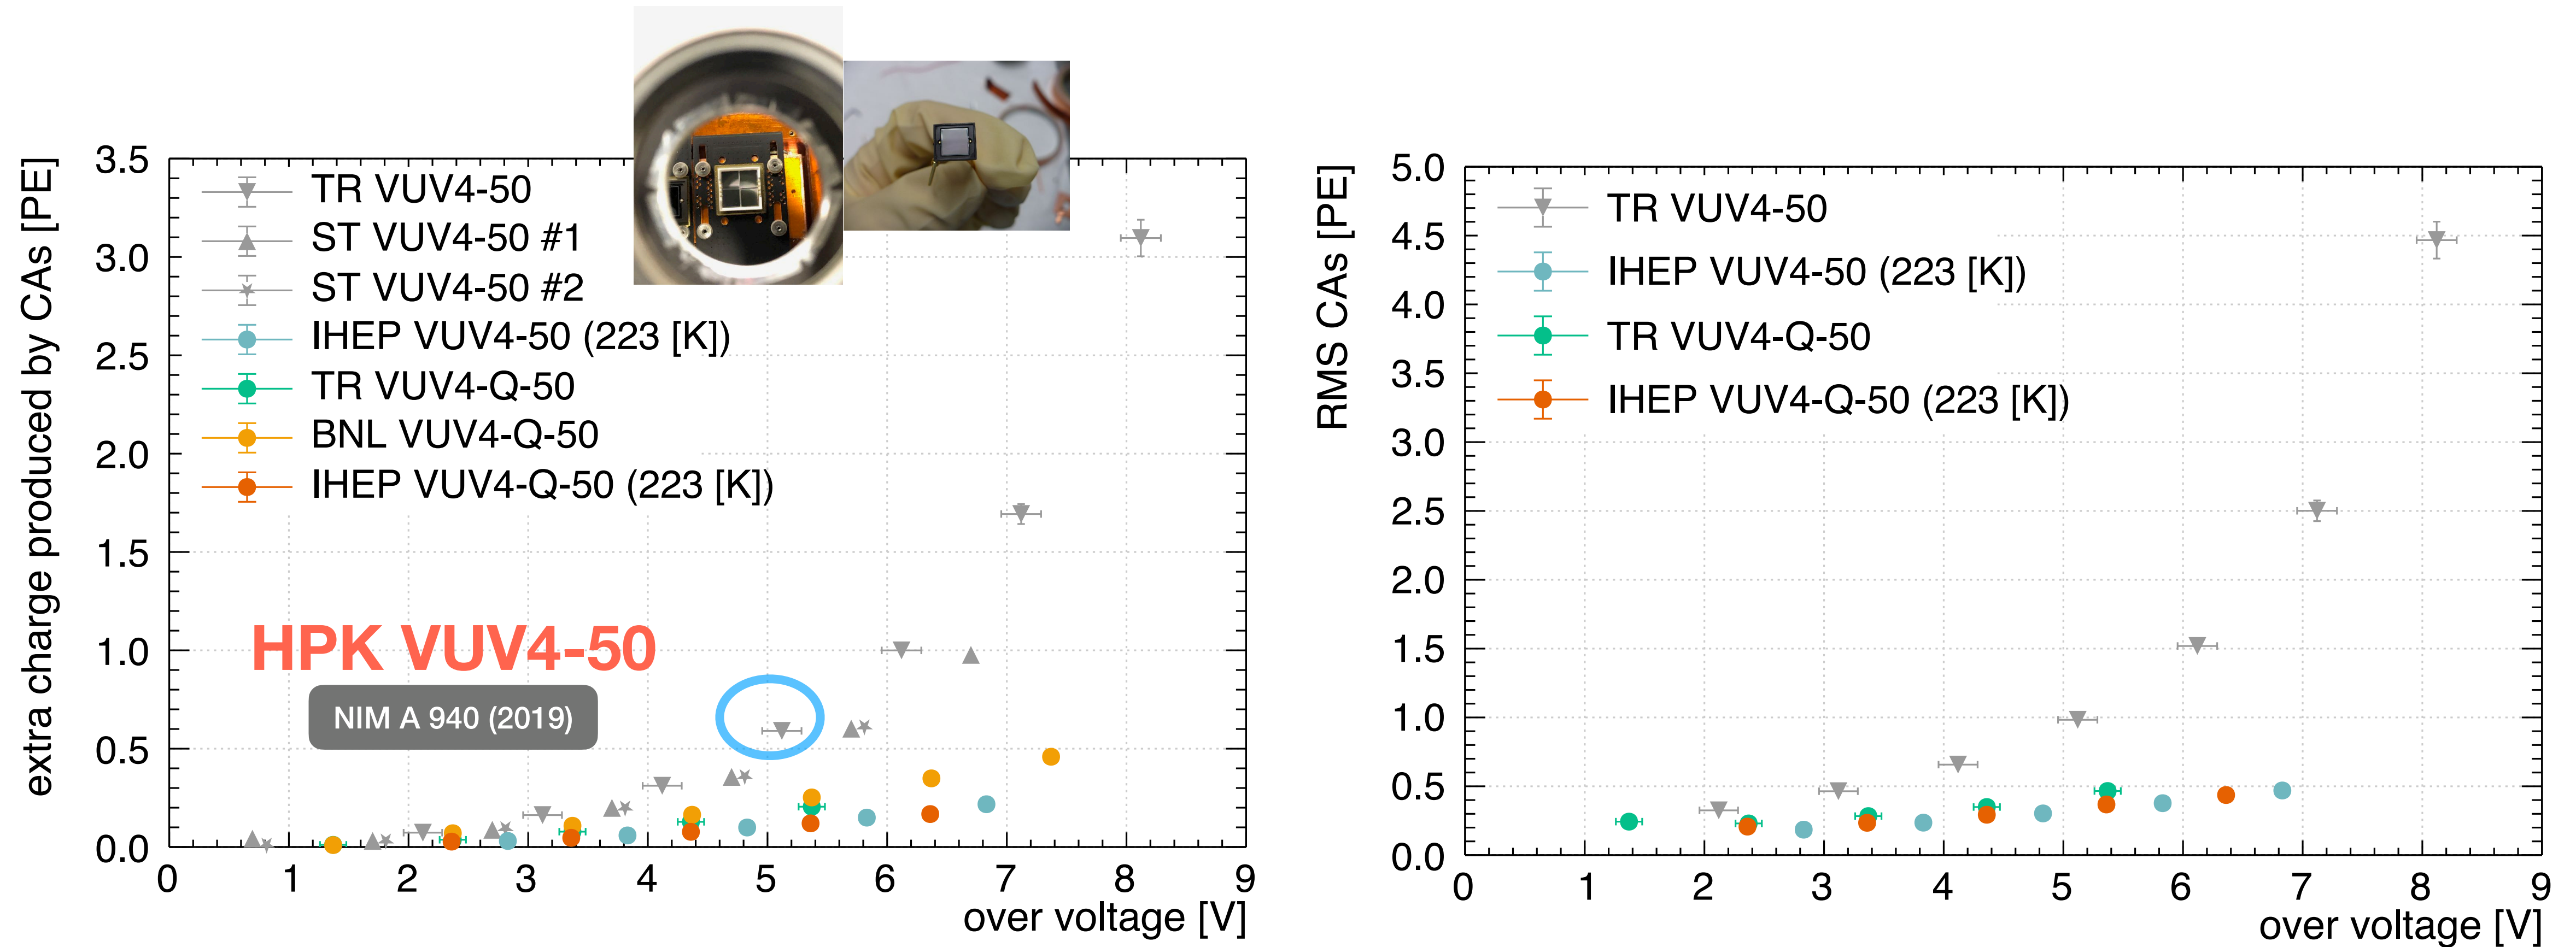 extra charge produced by CAs [PE]
3.5
3.0
2.5
2.0
1.5
1.0
0.5
0.0
TR VUV4-50
ST VUV4-50 #1
ST VUV4-50 #2
IHEP VUV4-50 (223 [K])
TR VUV4-Q-50
BNL VUV4-Q-50
IHEP VUV4-Q-50 (223 [K])
HPK VUV4-50
NIM A 940 (2019)
0 1 2 3 4 5 6 7 8 9
over voltage [V]
RMS CAs [PE]
5.0
4.5
4.0
3.5
3.0
2.5
2.0
1.5
1.0
0.5
0.0
TR VUV4-50
IHEP VUV4-50 (223 [K])
TR VUV4-Q-50
IHEP VUV4-Q-50 (223 [K])
0 1 2 3 4 5 6 7 8 9
over voltage [V]